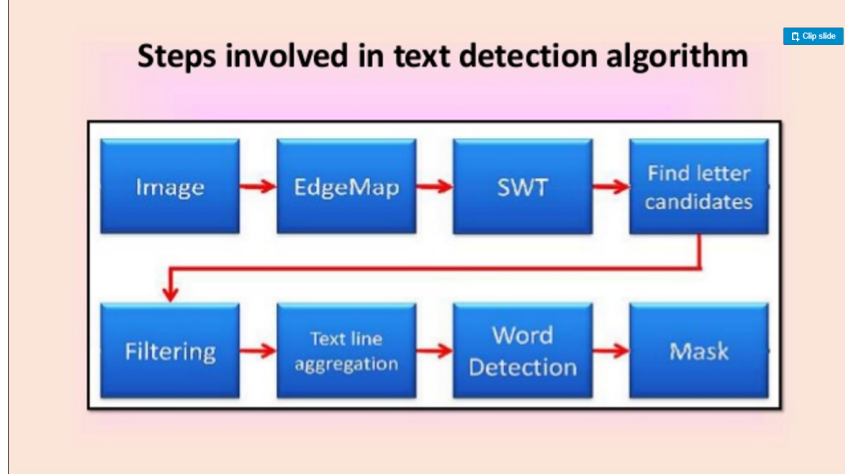 Clip slide
Steps involved in text detection algorithm
Image
EdgeMap
SWT
Find letter
candidates
Filtering
Text line
aggregation
Word
Detection
Mask